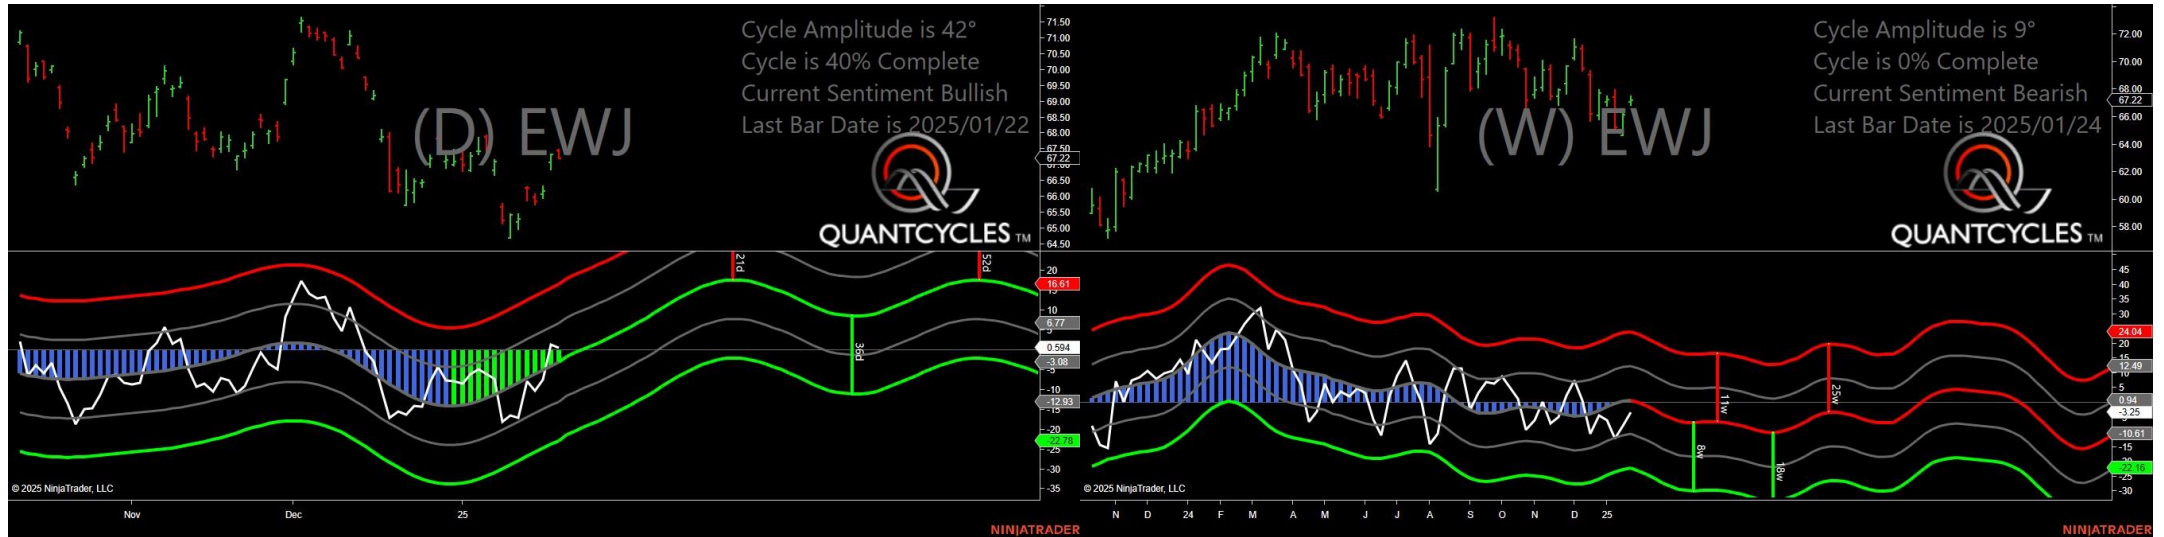 Cycle Amplitude is 42°
Cycle is 40% Complete
Current Sentiment Bullish
Last Bar Date is 2025/01/22
(D) EWJ
QUANTCYCLES TM
71.50
71.00
70.50
70.00
69.50
69.00
68.50
68.00
67.50
67.22
66.50
66.00
65.50
65.00
64.50
21d
52d
36d
20
16.61
10
6.77
0.594
-3.08
-5
-10
-12.93
-15
-20
-22.78
-25
-30
-35
© 2025 NinjaTrader, LLC
Nov
Dec
25
NINJATRADER
Cycle Amplitude is 9°
Cycle is 0% Complete
Current Sentiment Bearish
Last Bar Date is 2025/01/24
(W) EWJ
QUANTCYCLES TM
72.00
70.00
68.00
67.22
66.00
64.00
62.00
60.00
58.00
11w
25w
8w
18w
45
40
35
30
24.04
20
15
12.49
5
0.94
-3.25
-10.61
-15
-22.16
-30
© 2025 NinjaTrader, LLC
N D 24 F M A M J J A S O N D 25
NINJATRADER